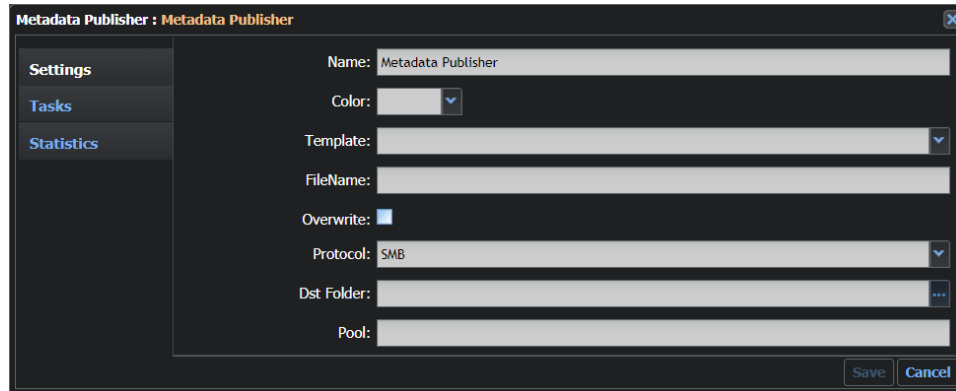 Metadata Publisher : Metadata Publisher
Settings
Tasks
Statistics
Name: Metadata Publisher
Color:
Template:
FileName:
Overwrite:
Protocol: SMB
Dst Folder: ...
Pool:
Save Cancel